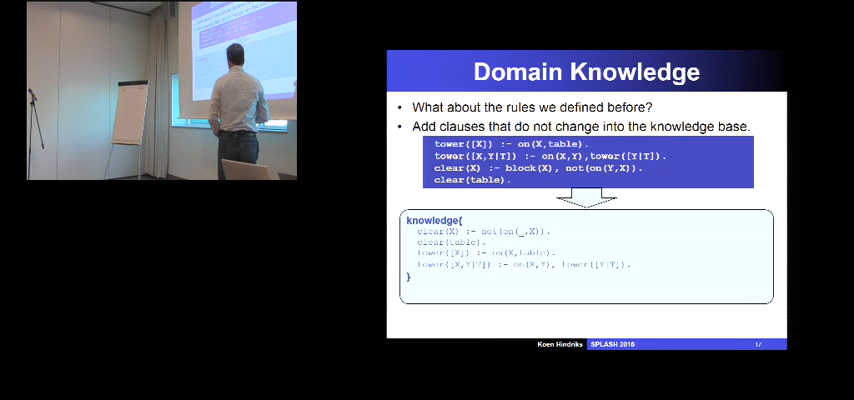 Domain Knowledge
• What about the rules we defined before?
• Add clauses that do not change into the knowledge base.
tower([X]) :- on(X,table).
tower([X,Y|T]) :- on(X,Y),tower([Y|T]).
clear(X) :- block(X), not(on(Y,X)).
clear(table).
knowledge{
clear(X) :- not(on(_,X)).
clear(table).
tower([X]) :- on(X,table).
tower([X,Y|T]) :- on(X,Y), tower([Y|T]).
}
Koen Hindriks SPLASH 2016 17